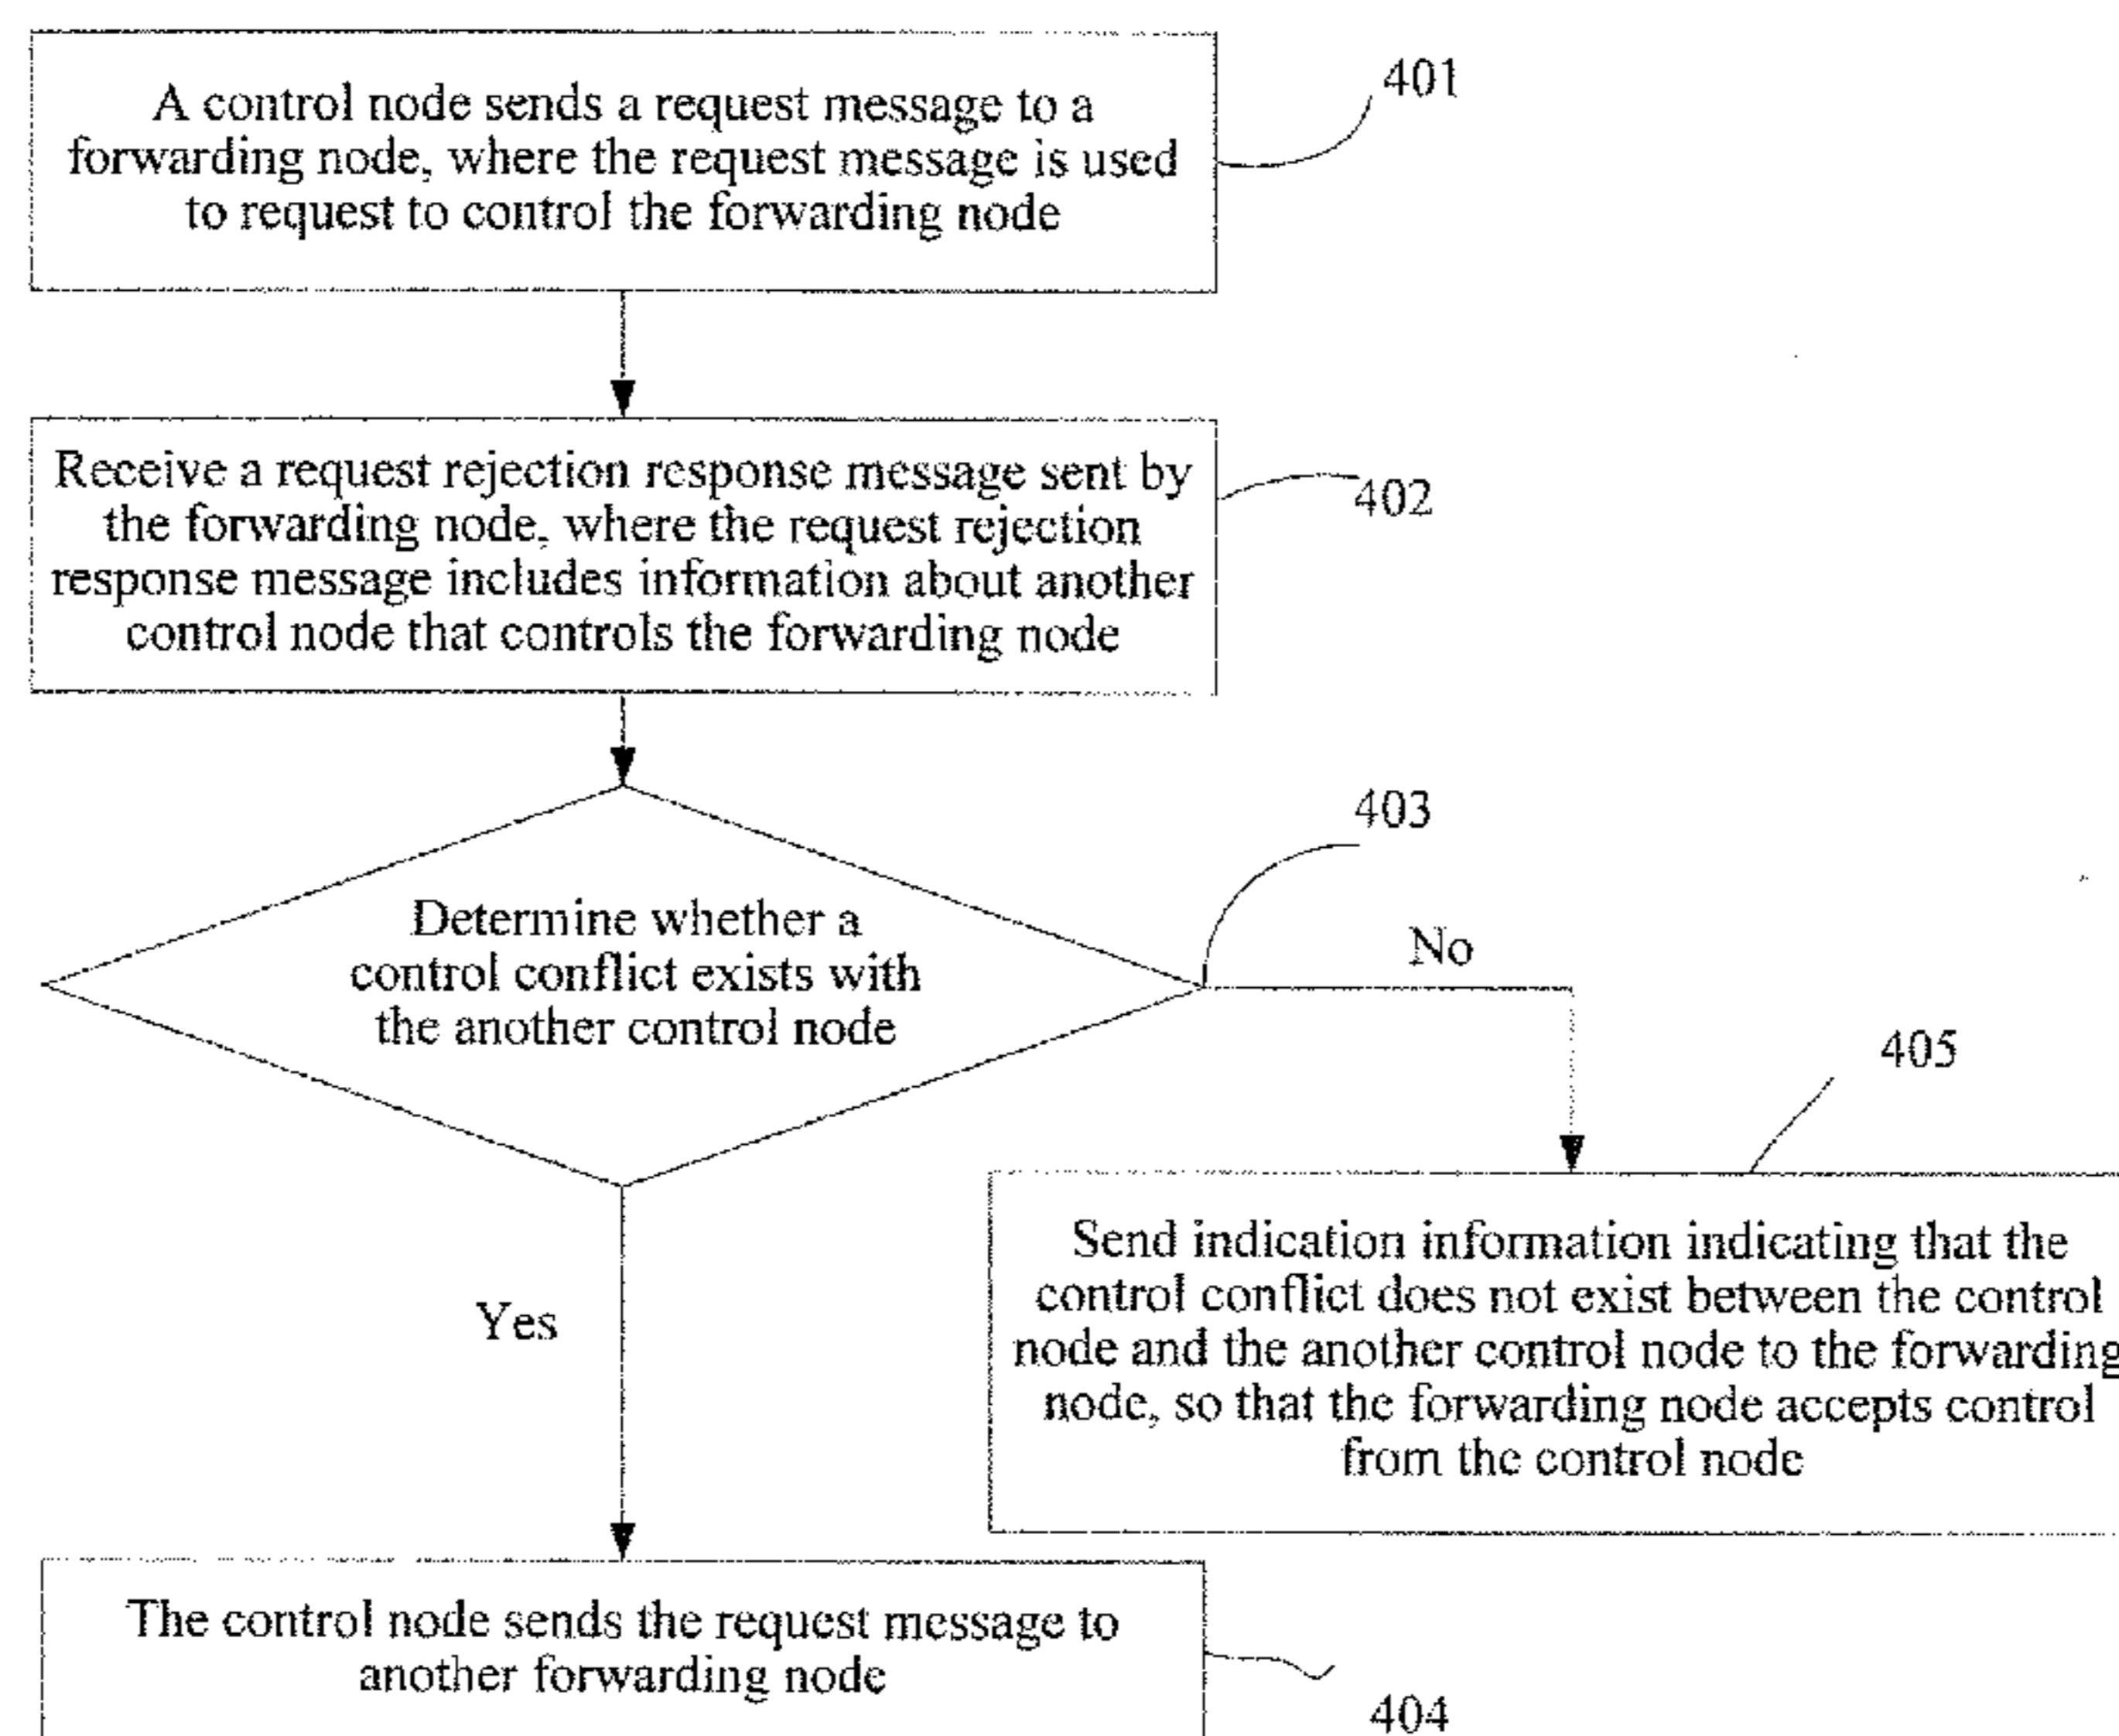 A control node sends a request message to a
forwarding node, where the request message is used
to request to control the forwarding node
401
Receive a request rejection response message sent by
the forwarding node, where the request rejection
response message includes information about another
control node that controls the forwarding node
402
403
Determine whether a
control conflict exists with
the another control node
No
405
Send indication information indicating that the
control conflict does not exist between the control
node and the another control node to the forwarding
node, so that the forwarding node accepts control
from the control node
Yes
The control node sends the request message to
another forwarding node
404